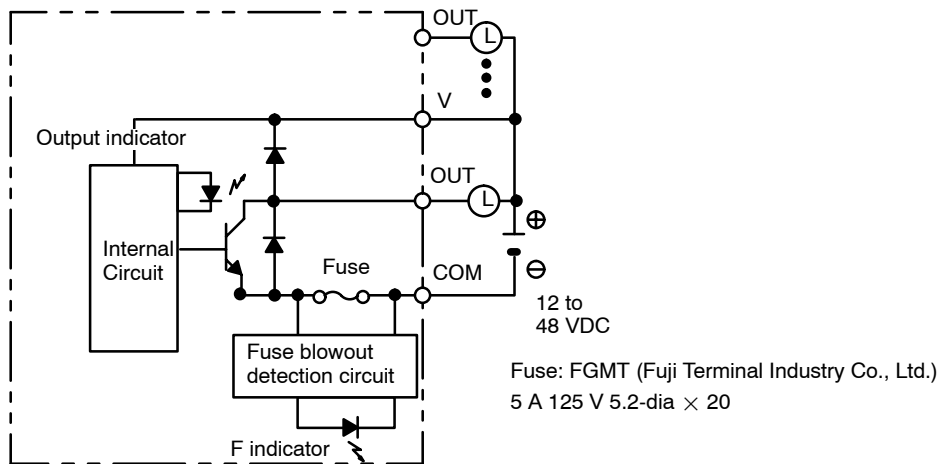 OUT
L
V
Output indicator
OUT
L
⊕
Internal
Circuit
Fuse
COM
⊖
12 to
48 VDC
Fuse blowout
detection circuit
Fuse: FGMT (Fuji Terminal Industry Co., Ltd.)
5 A 125 V 5.2-dia × 20
F indicator